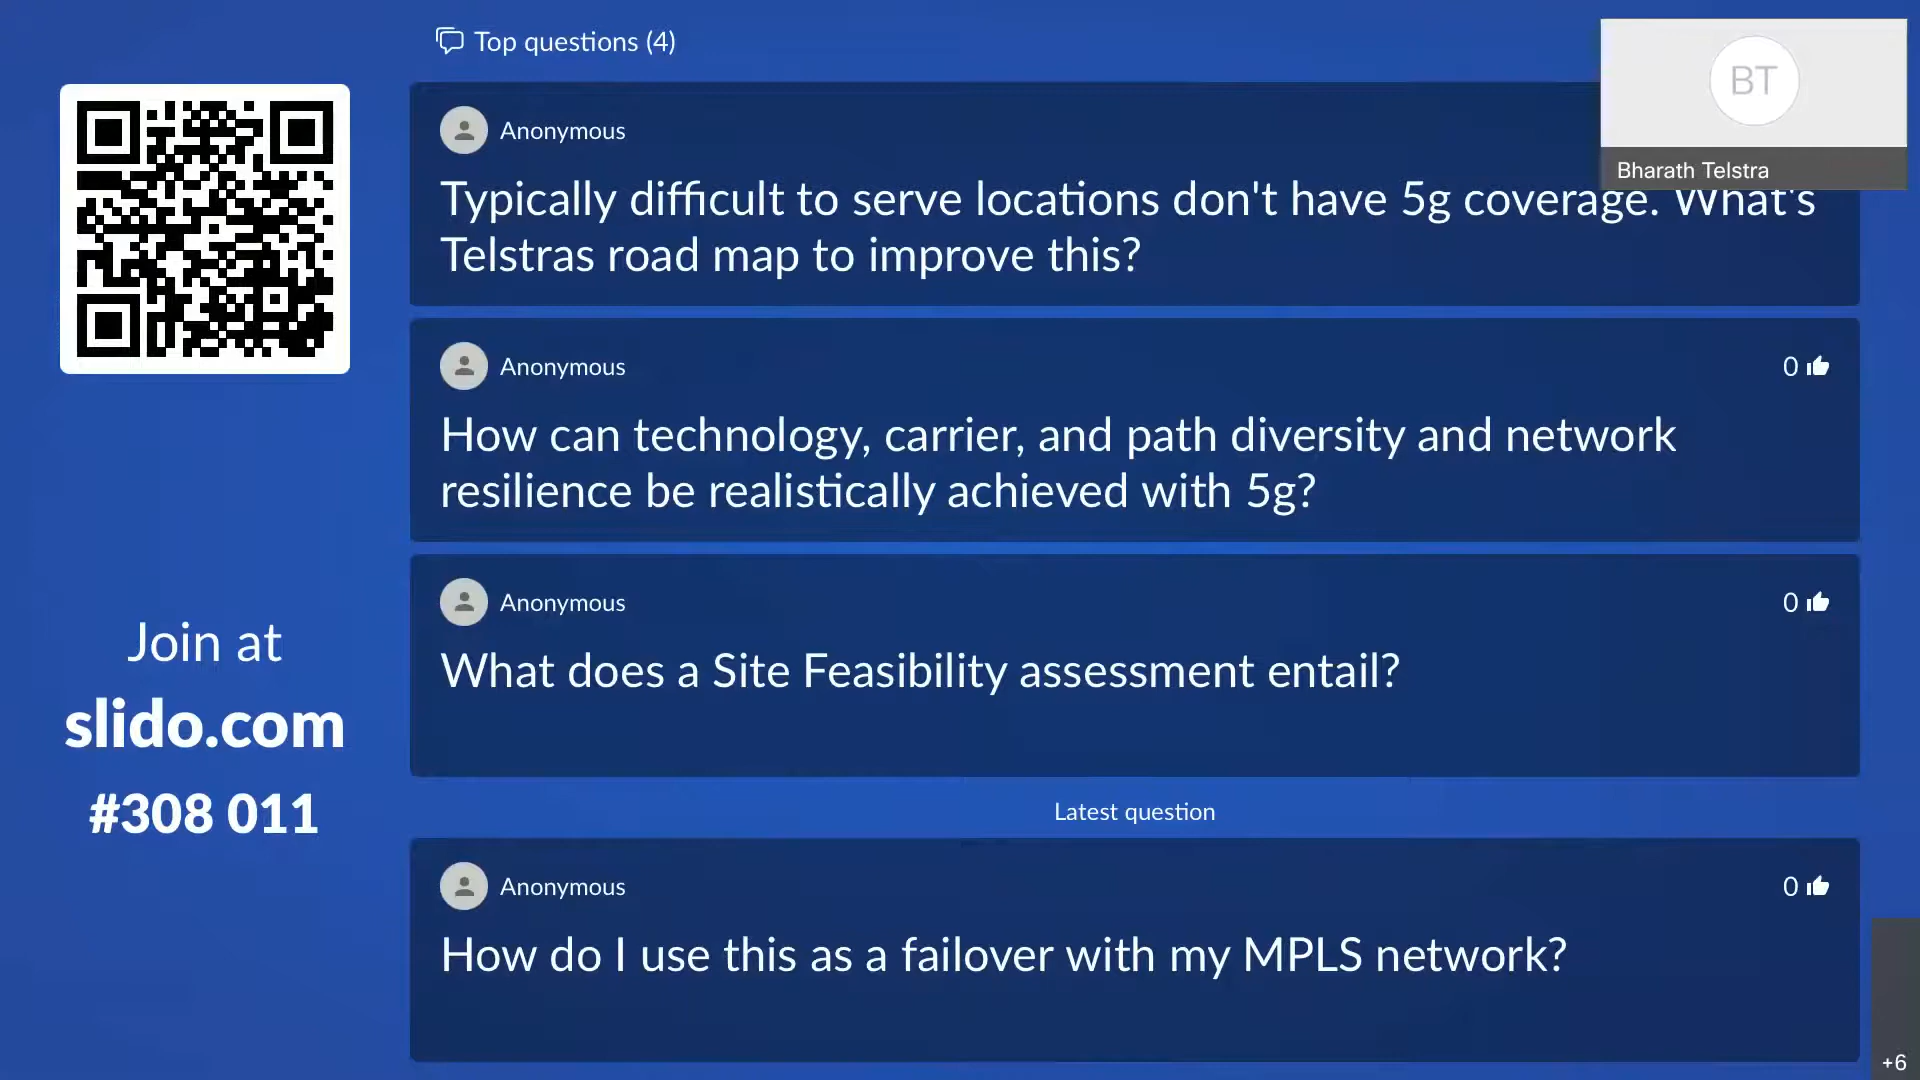 Top questions (4)
BT
Bharath Telstra
Anonymous
Typically difficult to serve locations don't have 5g coverage. What's
Telstras road map to improve this?
Anonymous
0
How can technology, carrier, and path diversity and network
resilience be realistically achieved with 5g?
Anonymous
0
What does a Site Feasibility assessment entail?
Join at
slido.com
#308 011
Latest question
Anonymous
0
How do I use this as a failover with my MPLS network?
+6